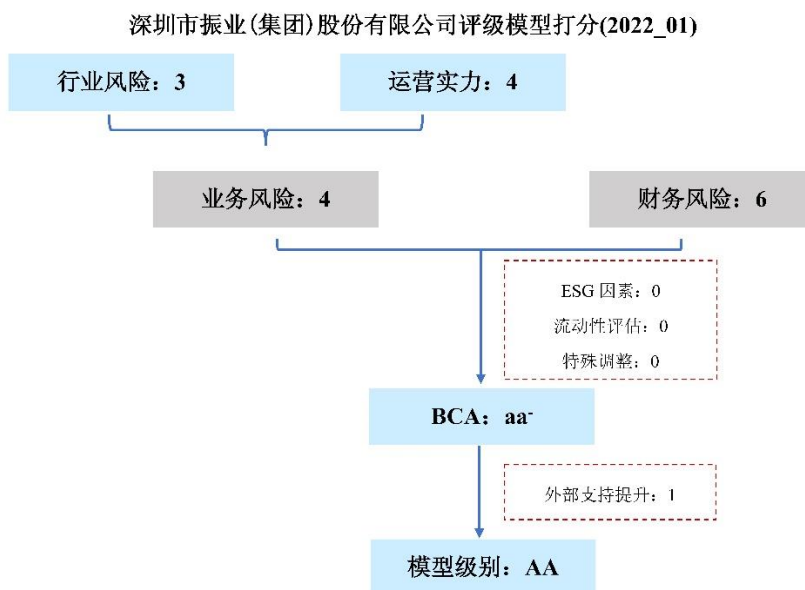 深圳市振业(集团)股份有限公司评级模型打分(2022_01)
行业风险：3
运营实力：4
业务风险：4
财务风险：6
ESG 因素：0
流动性评估：0
特殊调整：0
BCA：aa-
外部支持提升：1
模型级别：AA